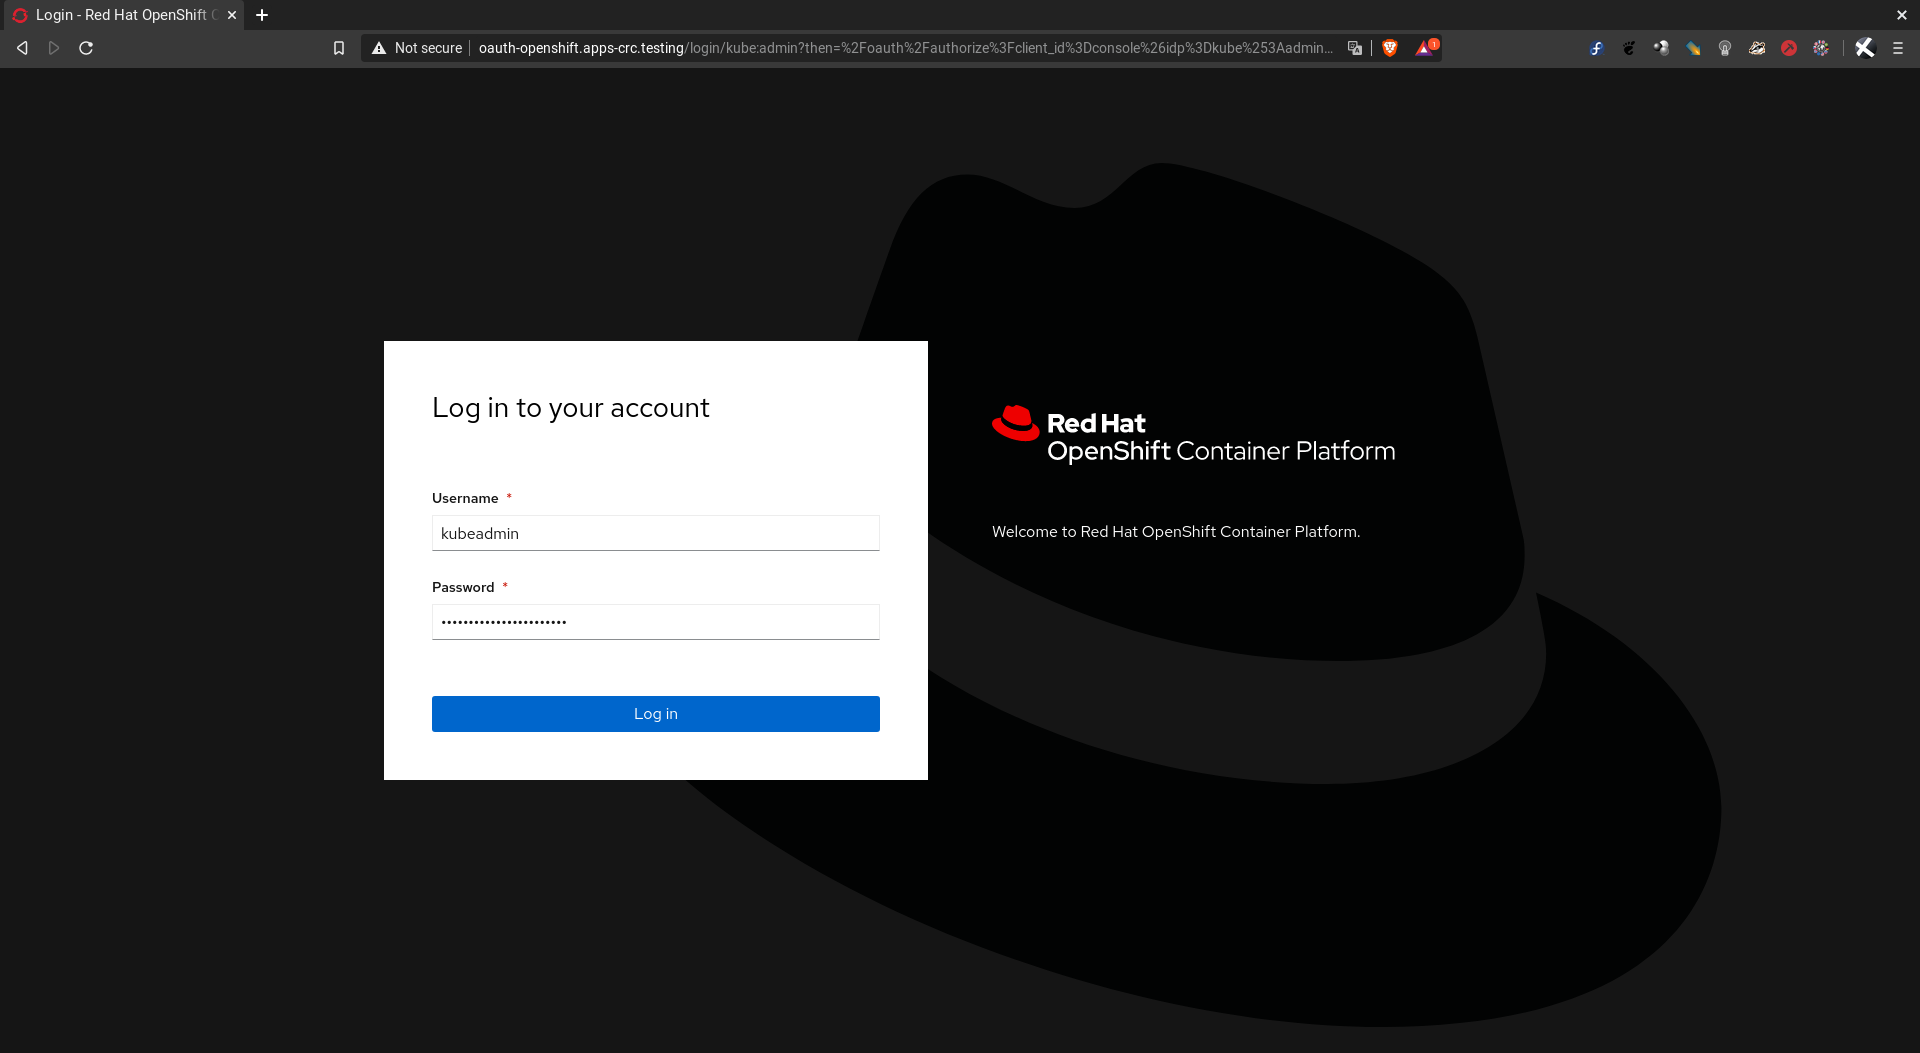 Login - Red Hat OpenShift C
Not secure
oauth-openshift.apps-crc.testing/login/kube:admin?then=%2Foauth%2Fauthorize%3Fclient_id%3Dconsole%26idp%3Dkube%253Aadmin...
1
Log in to your account
Username *
kubeadmin
Password *
•••••••••••••••••••••••
Log in
Red Hat
OpenShift Container Platform
Welcome to Red Hat OpenShift Container Platform.